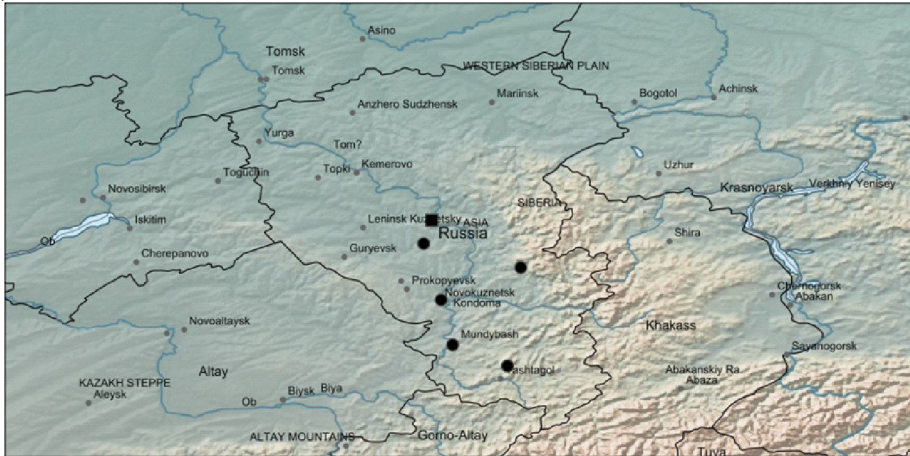 Asino
Tomsk
Tomsk
WESTERN SIBERIAN PLAIN
Mariinsk
Bogotol
Achinsk
Anzhero Sudzhensk
Yurga
Tom?
Kemerovo
Topki
Toguchin
Uzhur
Krasnoyarsk
Verkhniy Yenisey
Novosibirsk
SIBERIA
Leninsk Kuznetsky
ASIA
Russia
Iskitim
Ob
Shira
Guryevsk
Cherepanovo
Prokopyevsk
Novokuznetsk
Kondoma
Chernogorsk
Abakan
Novoaltaysk
Khakass
Mundybash
Sayanogorsk
Tashtagol
Altay
Abakanskiy Ra.
Abaza
KAZAKH STEPPE
Aleysk
Biysk
Biya
Ob
ALTAY MOUNTAINS
Gorno-Altay
Tuva